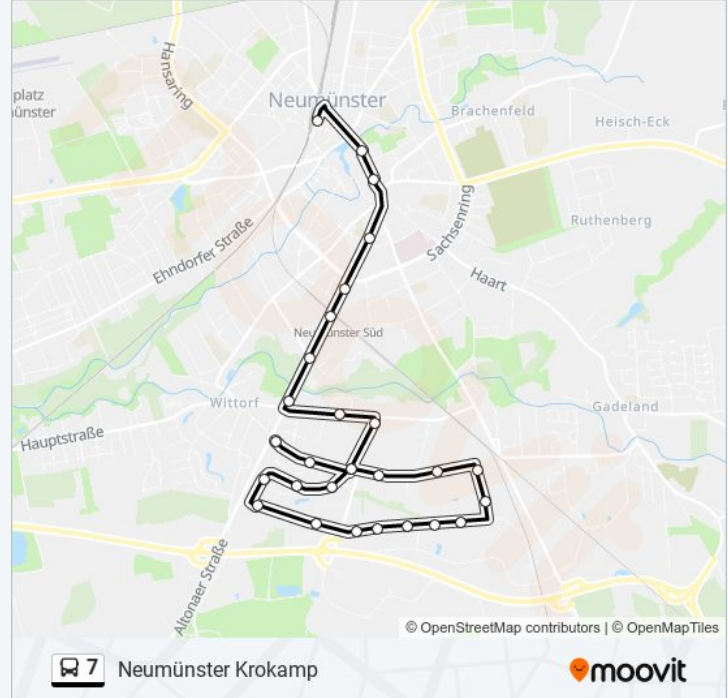 Hansaring
platz
münster
Neumünster
Brachenfeld
Heisch-Eck
Ehndorfer Straße
Sachsenring
Ruthenberg
Haart
Neumünster Süd
Wittorf
Gadeland
Hauptstraße
Altonaer Straße
© OpenStreetMap contributors | © OpenMapTiles
7 Neumünster Krokamp
moovit